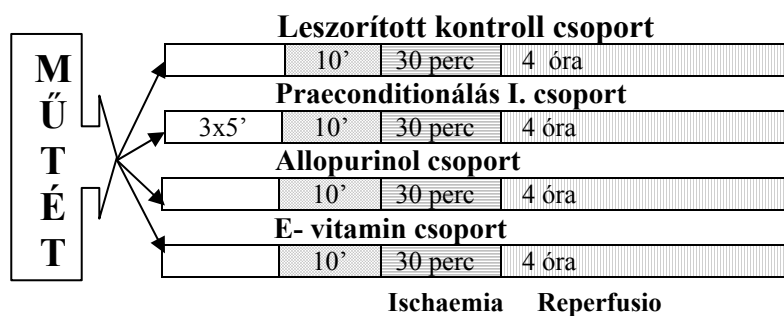 MŰTÉT
Leszorított kontroll csoport
10’ 30 perc 4 óra
Praeconditionálás I. csoport
3x5’ 10’ 30 perc 4 óra
Allopurinol csoport
10’ 30 perc 4 óra
E- vitamin csoport
10’ 30 perc 4 óra
Ischaemia Reperfusio